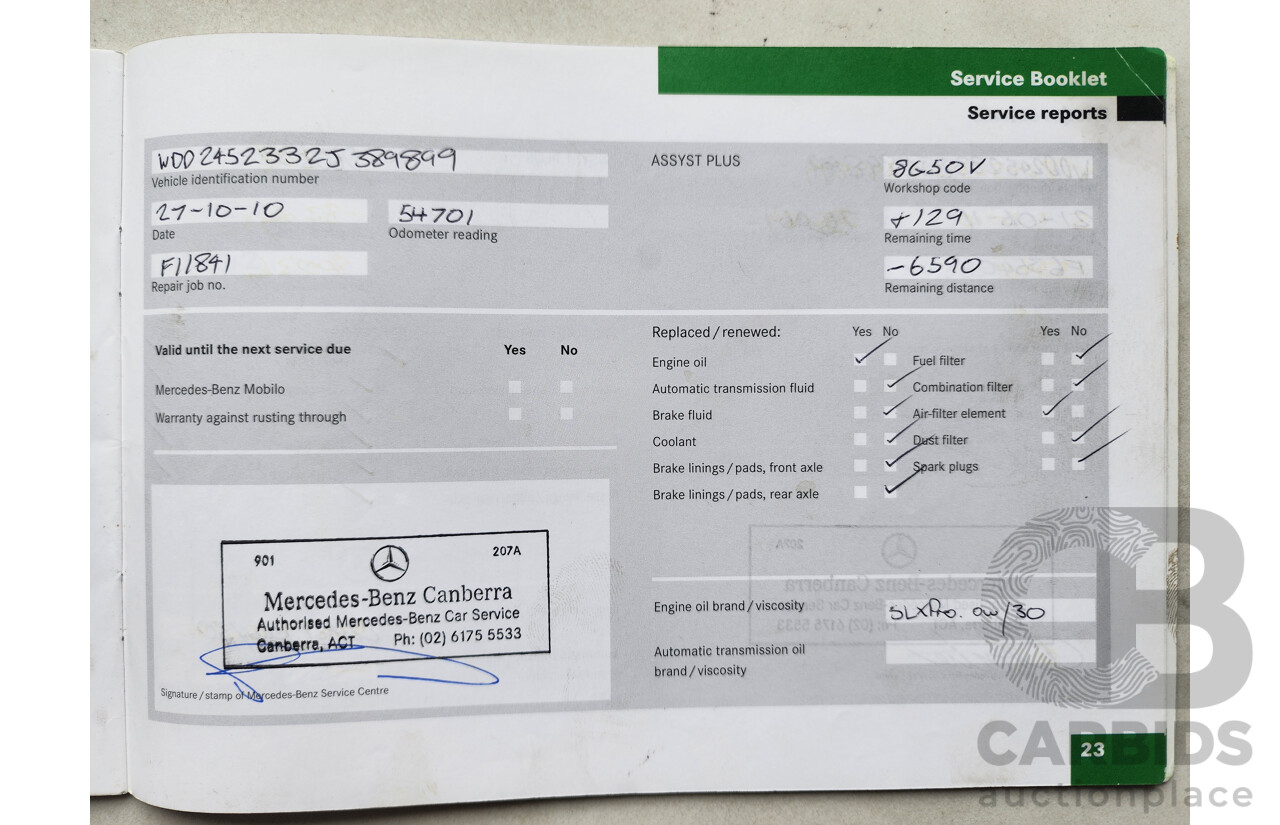 Service Booklet
Service reports
WDD2452332J389899
Vehicle identification number
27-10-10
Date
54701
Odometer reading
F11841
Repair job no.
ASSYST PLUS
8650V
Workshop code
+129
Remaining time
-6590
Remaining distance
Valid until the next service due Yes No
Mercedes-Benz Mobilo
Warranty against rusting through
Replaced / renewed: Yes No Yes No
Engine oil Fuel filter
Automatic transmission fluid Combination filter
Brake fluid Air-filter element
Coolant Dust filter
Brake linings / pads, front axle Spark plugs
Brake linings / pads, rear axle
901 207A
Mercedes-Benz Canberra
Authorised Mercedes-Benz Car Service
Canberra, ACT Ph: (02) 6175 5533
Signature / stamp of Mercedes-Benz Service Centre
Engine oil brand / viscosity
SLXPro. 0W/30
Automatic transmission oil
brand / viscosity
23
CB
CARBIDS
auctionplace